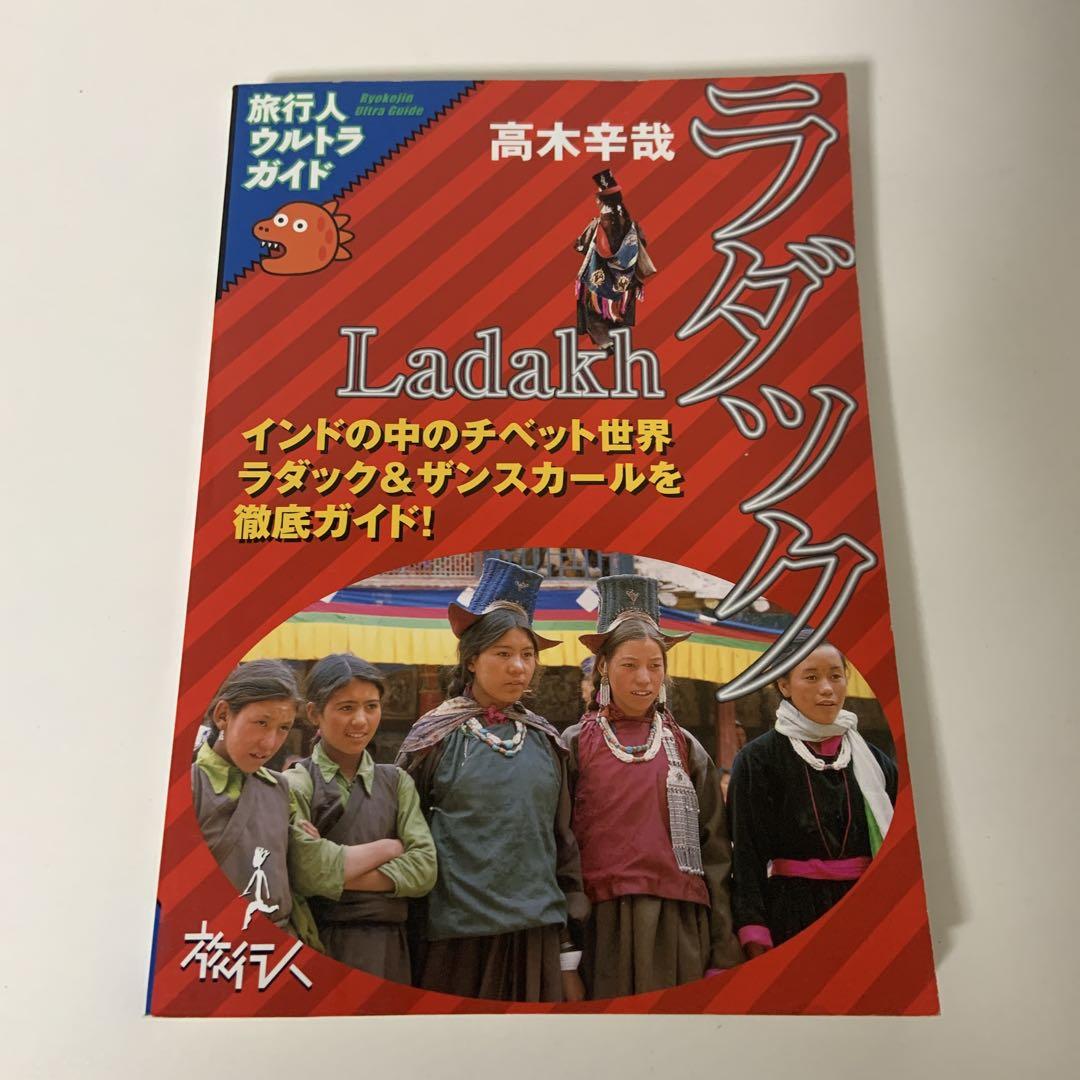 旅行人
ウルトラ
ガイド
Ryokojin
Ultra Guide
高木辛哉
ラダック
Ladakh
インドの中のチベット世界
ラダック&ザンスカールを
徹底ガイド!
旅行人